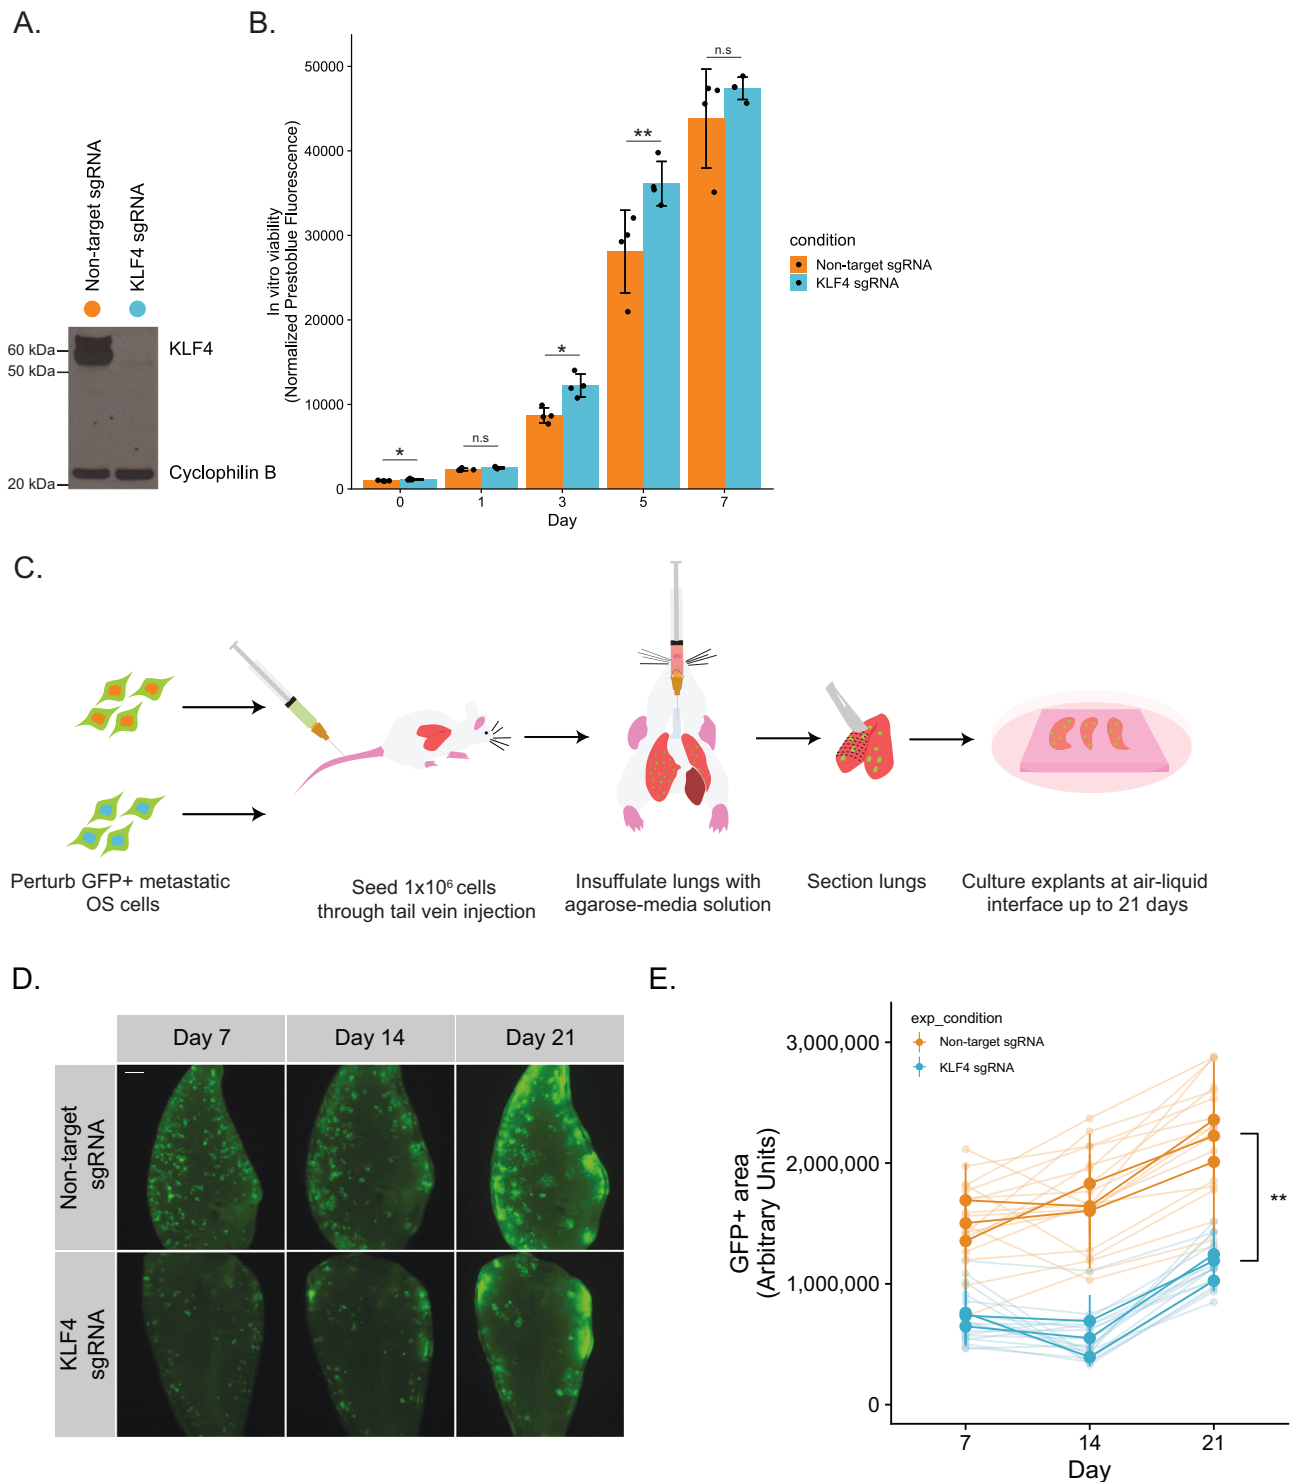 A.
Non-target sgRNA
KLF4 sgRNA
60 kDa
50 kDa
20 kDa
KLF4
Cyclophilin B
B.
In vitro viability
(Normalized Prestoblue Fluorescence)
50000
40000
30000
20000
10000
0
*
n.s
*
**
n.s
0 1 3 5 7
Day
condition
Non-target sgRNA
KLF4 sgRNA
C.
Perturb GFP+ metastatic
OS cells
Seed 1x10⁶ cells
through tail vein injection
Insuffulate lungs with
agarose-media solution
Section lungs
Culture explants at air-liquid
interface up to 21 days
D.
Day 7 Day 14 Day 21
Non-target
sgRNA
KLF4
sgRNA
E.
GFP+ area
(Arbitrary Units)
3,000,000
2,000,000
1,000,000
0
exp_condition
Non-target sgRNA
KLF4 sgRNA
**
7 14 21
Day